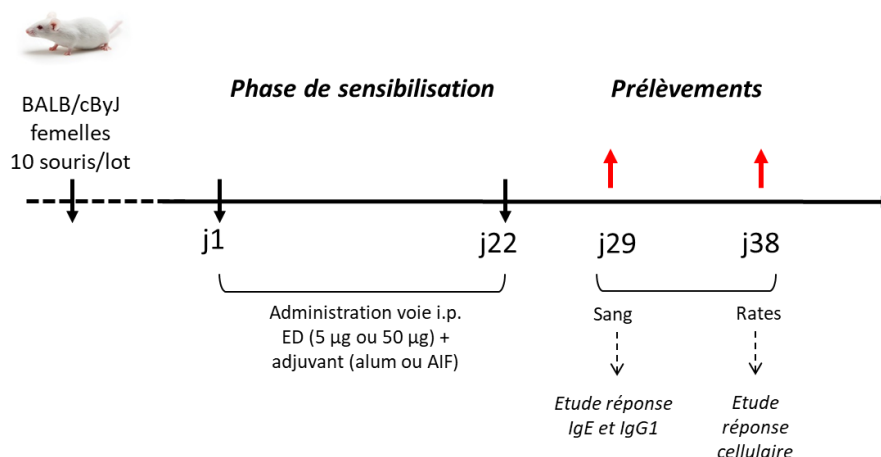 BALB/cByJ
femelles
10 souris/lot
Phase de sensibilisation
Prélèvements
j1
j22
j29
j38
Administration voie i.p.
ED (5 µg ou 50 µg) +
adjuvant (alum ou AIF)
Sang
Rates
Etude réponse
IgE et IgG1
Etude
réponse
cellulaire